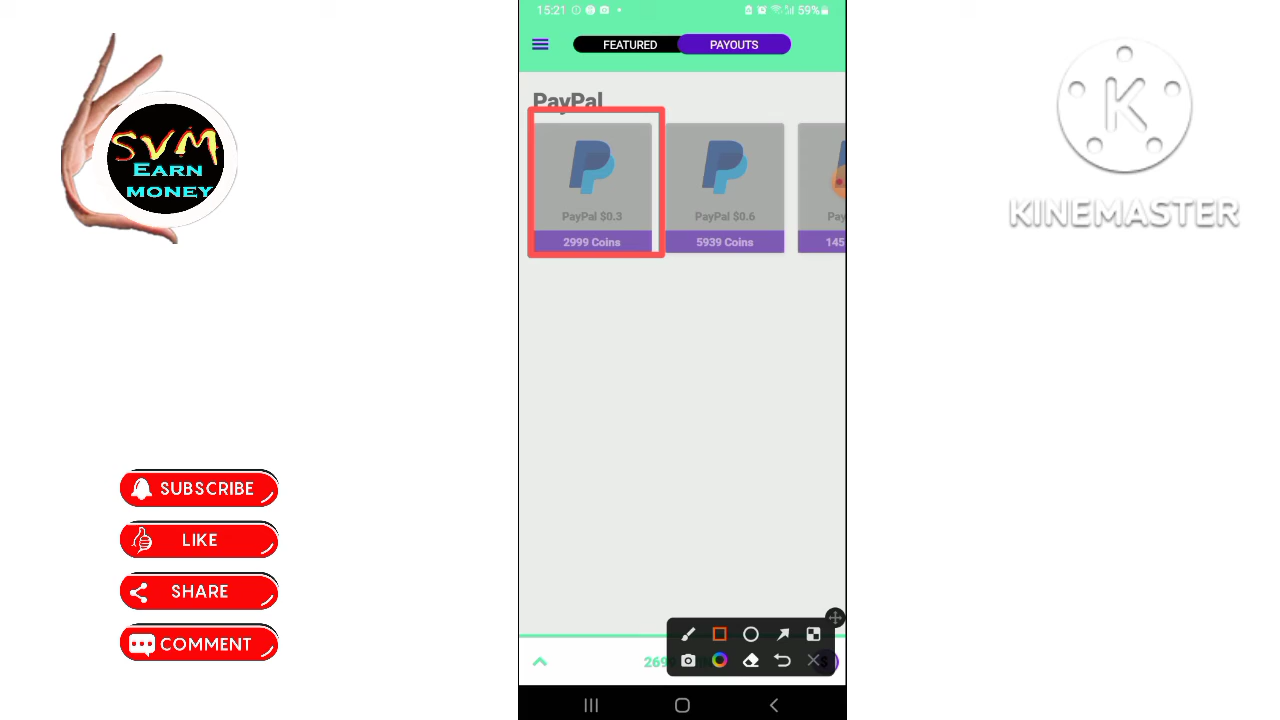 SVM
EARN
MONEY
SUBSCRIBE
LIKE
SHARE
COMMENT
15:21
59%
FEATURED
PAYOUTS
PayPal
PayPal $0.3
2999 Coins
PayPal $0.6
5939 Coins
KINEMASTER